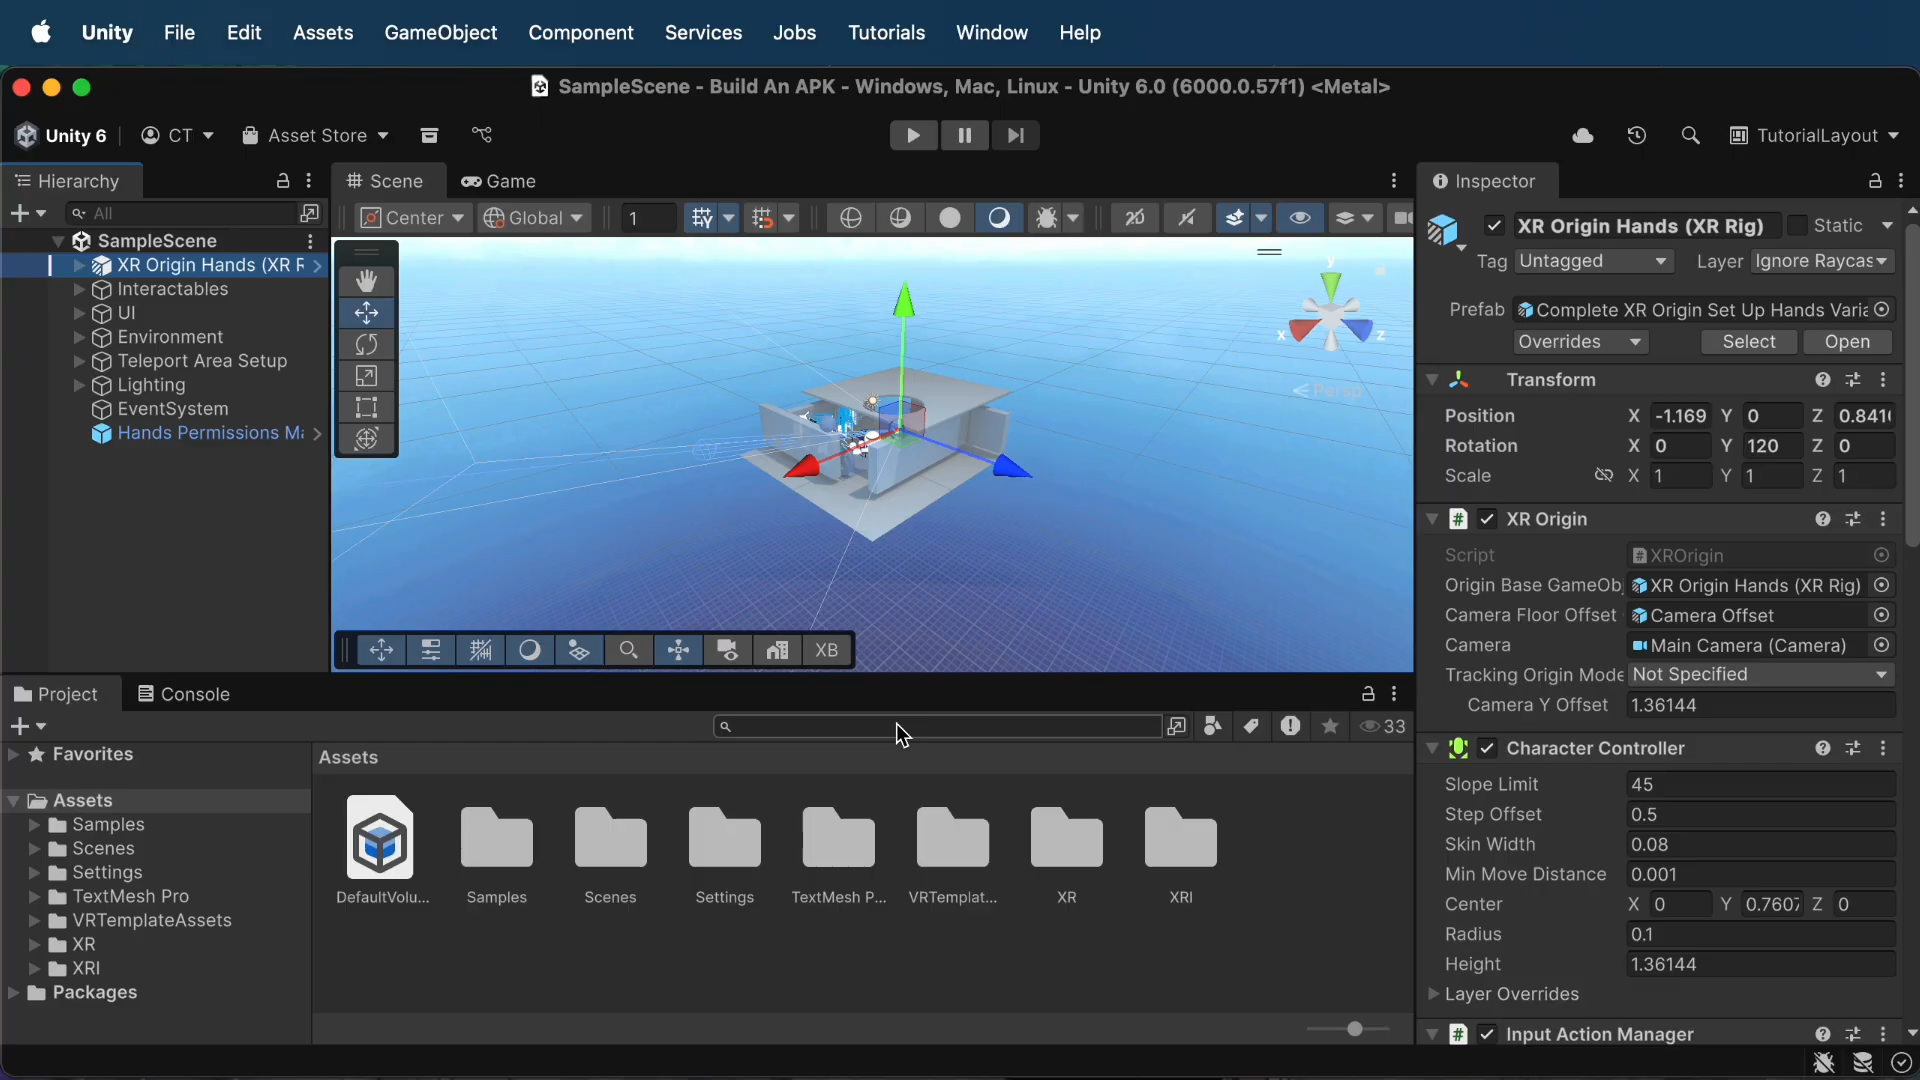 Unity File Edit Assets GameObject Component Services Jobs Tutorials Window Help
SampleScene - Build An APK - Windows, Mac, Linux - Unity 6.0 (6000.0.57f1) <Metal>
Unity 6 CT Asset Store TutorialLayout
Hierarchy
All
SampleScene
XR Origin Hands (XR R
Interactables
UI
Environment
Teleport Area Setup
Lighting
EventSystem
Hands Permissions Ma
Scene Game
Center Global 1 2D
y
x z
Persp
XB
Inspector
XR Origin Hands (XR Rig) Static
Tag Untagged Layer Ignore Raycas
Prefab Complete XR Origin Set Up Hands Varia
Overrides Select Open
Transform
Position X -1.169 Y 0 Z 0.8410
Rotation X 0 Y 120 Z 0
Scale X 1 Y 1 Z 1
XR Origin
Script XROrigin
Origin Base GameObj XR Origin Hands (XR Rig)
Camera Floor Offset Camera Offset
Camera Main Camera (Camera)
Tracking Origin Mode Not Specified
Camera Y Offset 1.36144
Character Controller
Slope Limit 45
Step Offset 0.5
Skin Width 0.08
Min Move Distance 0.001
Center X 0 Y 0.7607 Z 0
Radius 0.1
Height 1.36144
Layer Overrides
Input Action Manager
Project Console
33
Favorites
Assets
Samples
Scenes
Settings
TextMesh Pro
VRTemplateAssets
XR
XRI
Packages
Assets
DefaultVolu... Samples Scenes Settings TextMesh P... VRTemplat... XR XRI